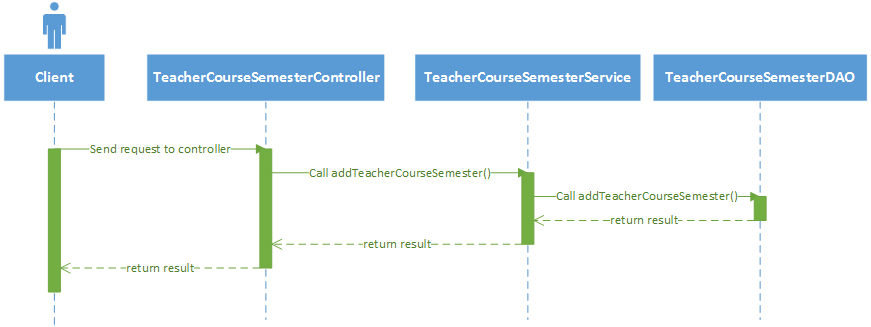 Client
TeacherCourseSemesterController
TeacherCourseSemesterService
TeacherCourseSemesterDAO
Send request to controller
Call addTeacherCourseSemester()
Call addTeacherCourseSemester()
return result
return result
return result